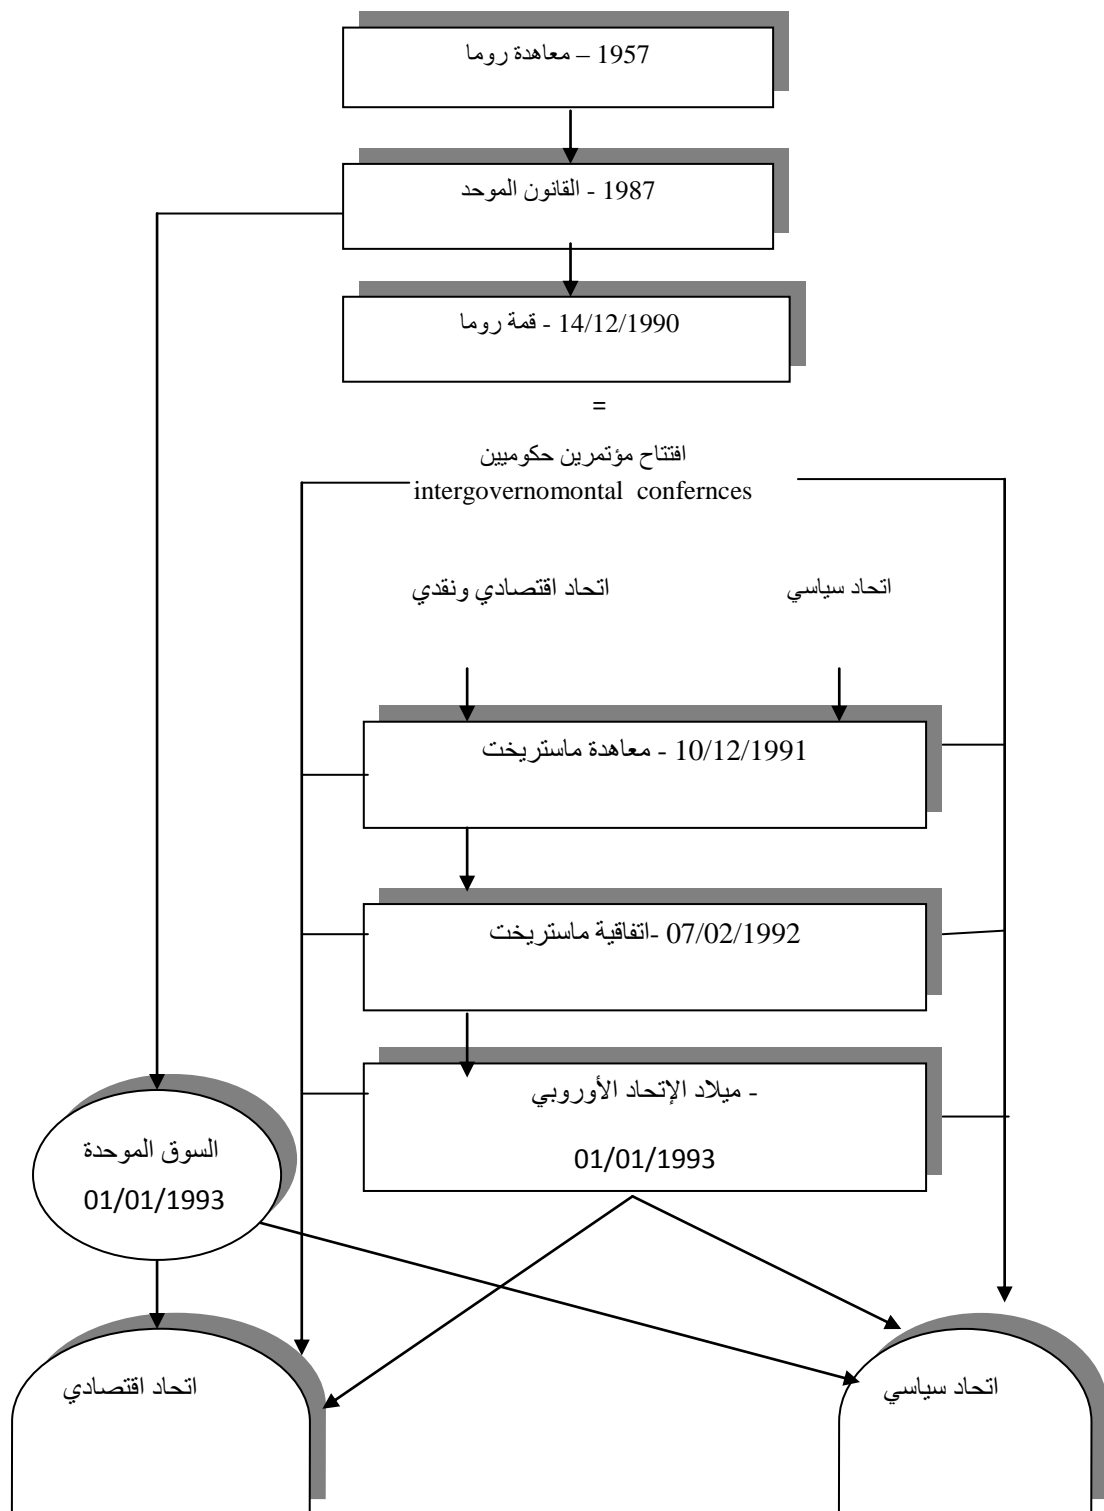 1957 – معاهدة روما
1987 - القانون الموحد
14/12/1990 - قمة روما
=
افتتاح مؤتمرين حكوميين
intergovernomontal confernces
اتحاد سياسي
اتحاد اقتصادي ونقدي
10/12/1991 - معاهدة ماستريخت
07/02/1992 -اتفاقية ماستريخت
- ميلاد الإتحاد الأوروبي
01/01/1993
السوق الموحدة
01/01/1993
اتحاد سياسي
اتحاد اقتصادي